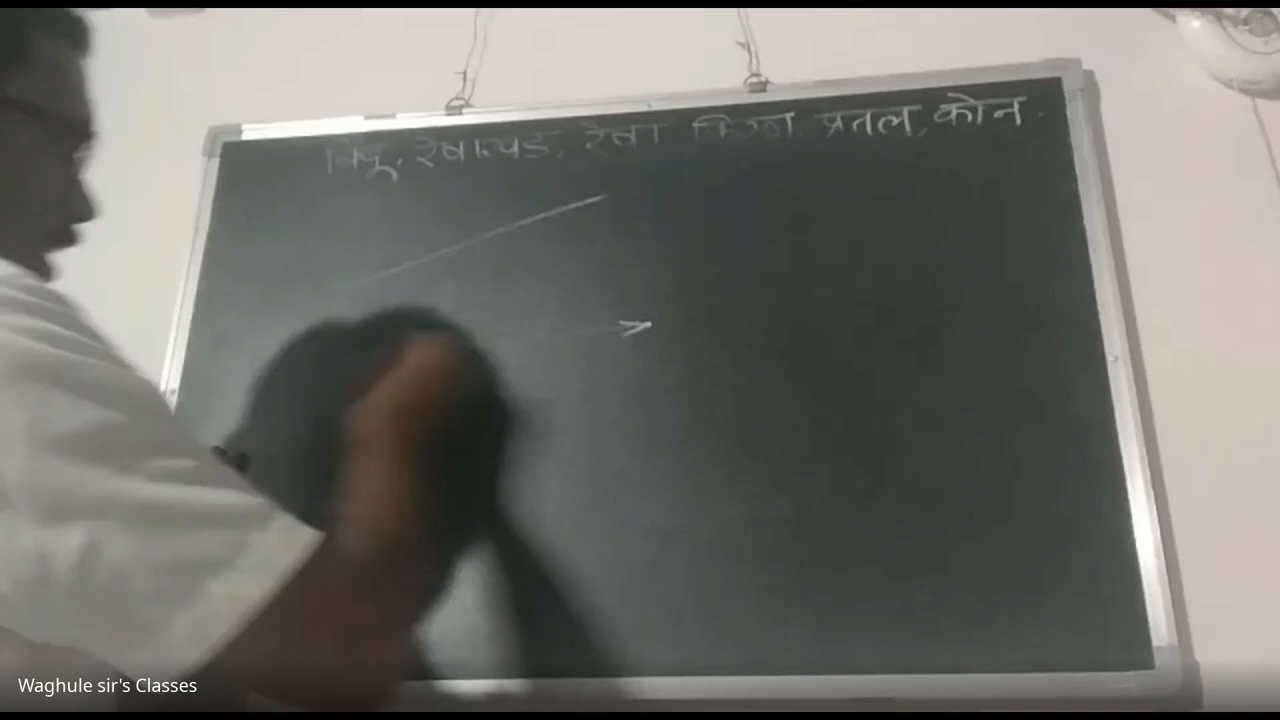 बिंदू, रेषाखंड, रेषा किरण, प्रतल, कोन.
Waghule sir's Classes